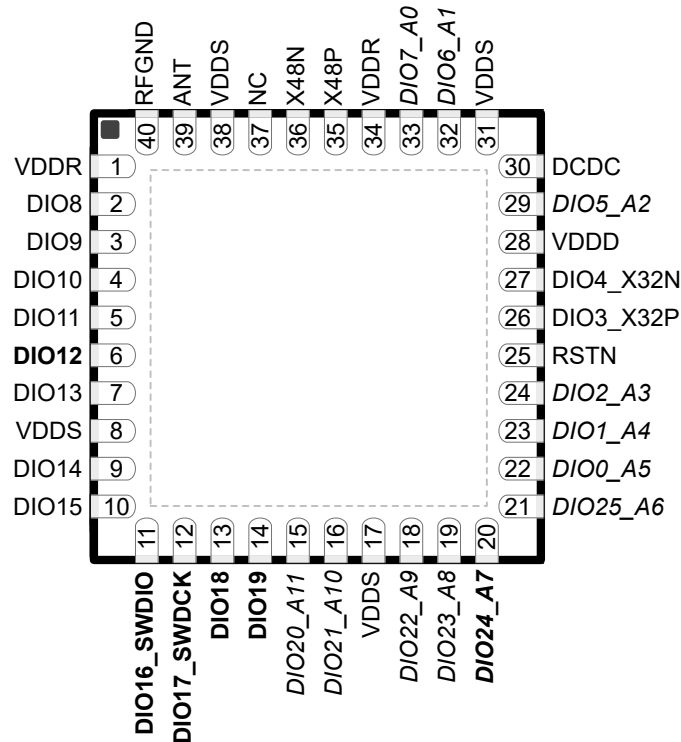 RFGND
ANT
VDDS
NC
X48N
X48P
VDDR
DIO7_A0
DIO6_A1
VDDS
40
39
38
37
36
35
34
33
32
31
VDDR 1
DIO8 2
DIO9 3
DIO10 4
DIO11 5
DIO12 6
DIO13 7
VDDS 8
DIO14 9
DIO15 10
30 DCDC
29 DIO5_A2
28 VDDD
27 DIO4_X32N
26 DIO3_X32P
25 RSTN
24 DIO2_A3
23 DIO1_A4
22 DIO0_A5
21 DIO25_A6
11
12
13
14
15
16
17
18
19
20
DIO16_SWDIO
DIO17_SWDCK
DIO18
DIO19
DIO20_A11
DIO21_A10
VDDS
DIO22_A9
DIO23_A8
DIO24_A7